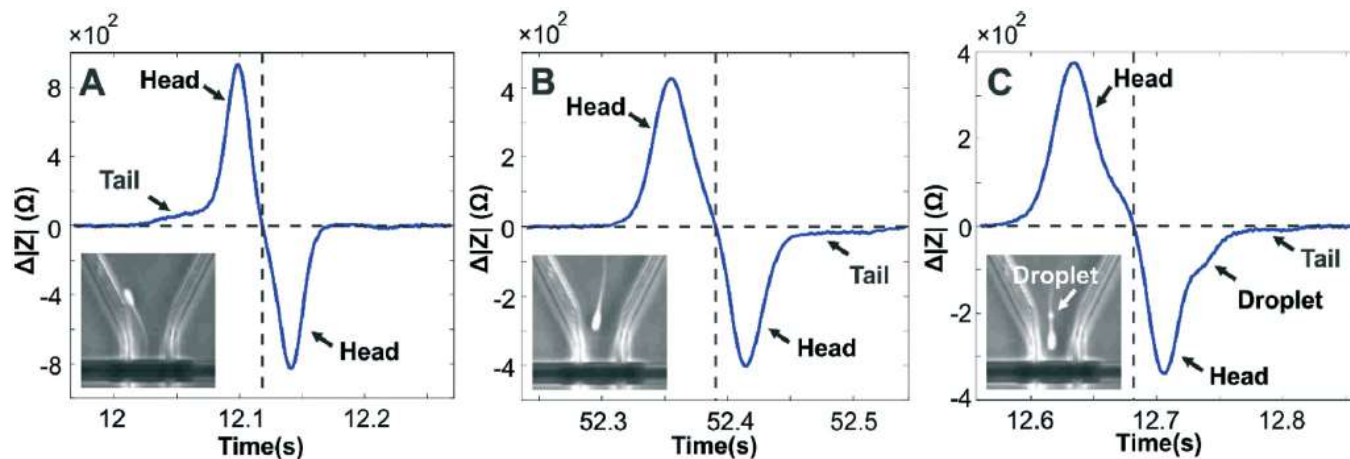 ×10²
A
Head
Tail
Head
Δ|Z| (Ω)
8
4
0
-4
-8
12
12.1
12.2
Time(s)
×10²
B
Head
Tail
Head
Δ|Z| (Ω)
4
2
0
-2
-4
52.3
52.4
52.5
Time(s)
×10²
C
Head
Tail
Droplet
Droplet
Head
Δ|Z| (Ω)
4
2
0
-2
-4
12.6
12.7
12.8
Time(s)